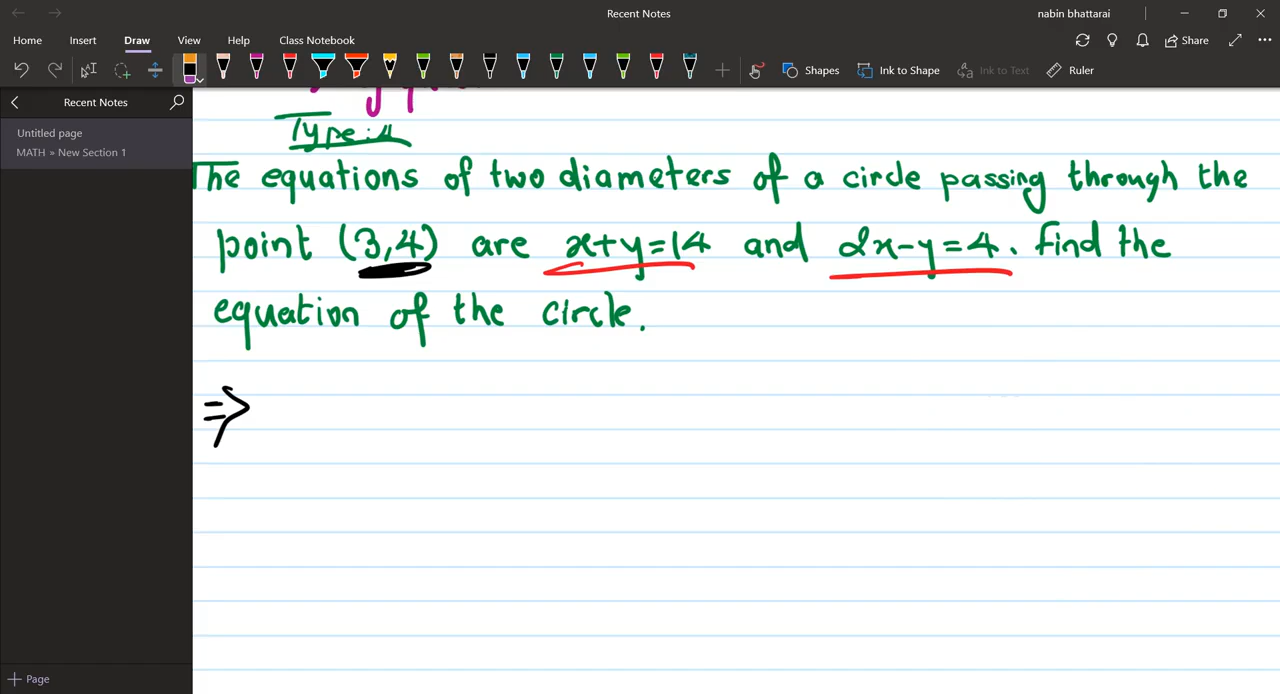 Recent Notes
nabin bhattarai
Home Insert Draw View Help Class Notebook
Share
Shapes Ink to Shape Ink to Text Ruler
Recent Notes
Untitled page
MATH » New Section 1
Type:4
The equations of two diameters of a circle passing through the
point (3,4) are x+y=14 and 2x-y=4. Find the
equation of the circle.
=>
+ Page